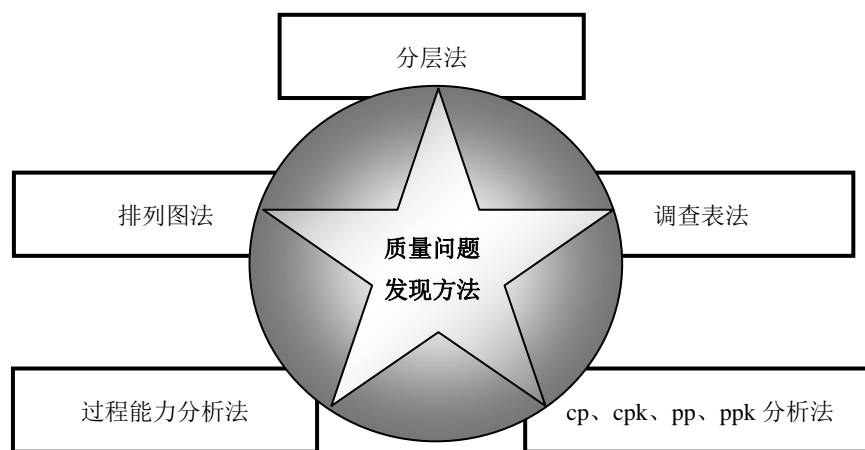 分层法
排列图法
调查表法
质量问题
发现方法
过程能力分析法
cp、cpk、pp、ppk 分析法